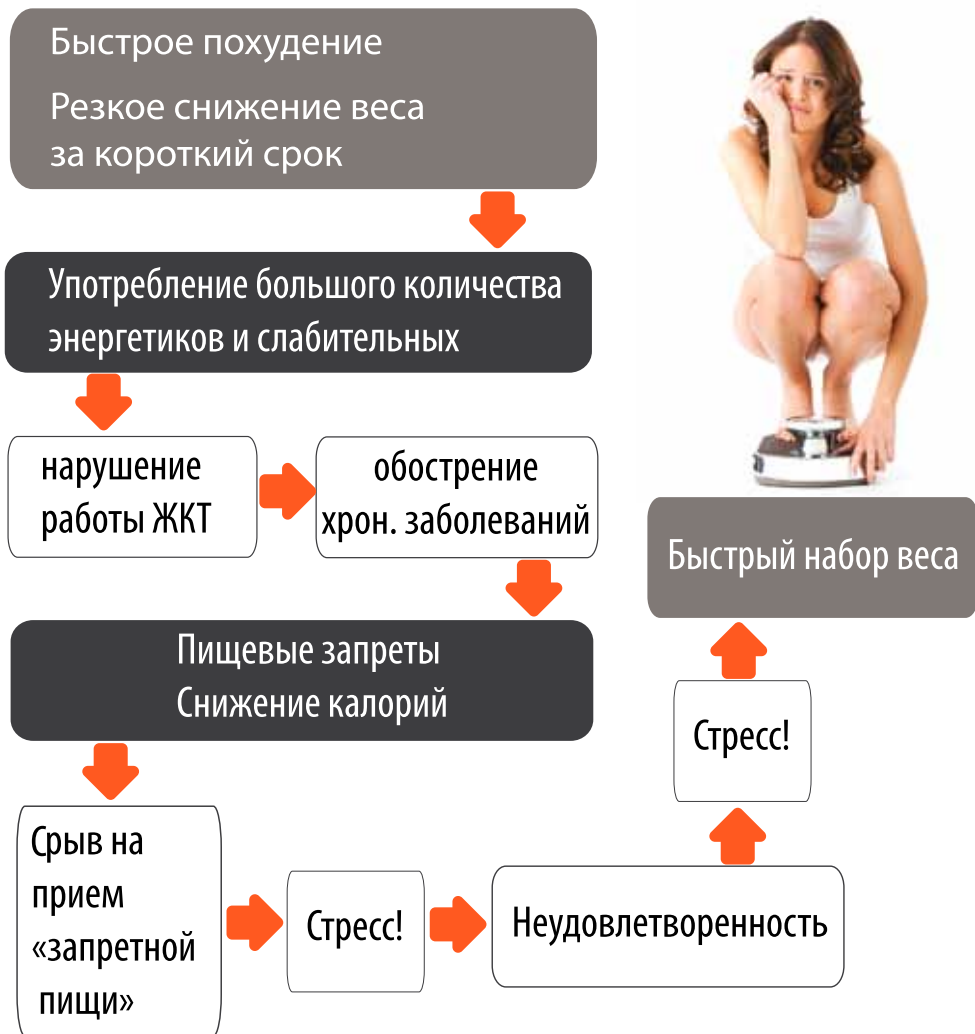 Быстрое похудение
Резкое снижение веса
за короткий срок
Употребление большого количества
энергетиков и слабительных
нарушение
работы ЖКТ
обострение
хрон. заболеваний
Пищевые запреты
Снижение калорий
Срыв на
прием
«запретной
пищи»
Стресс!
Неудовлетворенность
Стресс!
Быстрый набор веса